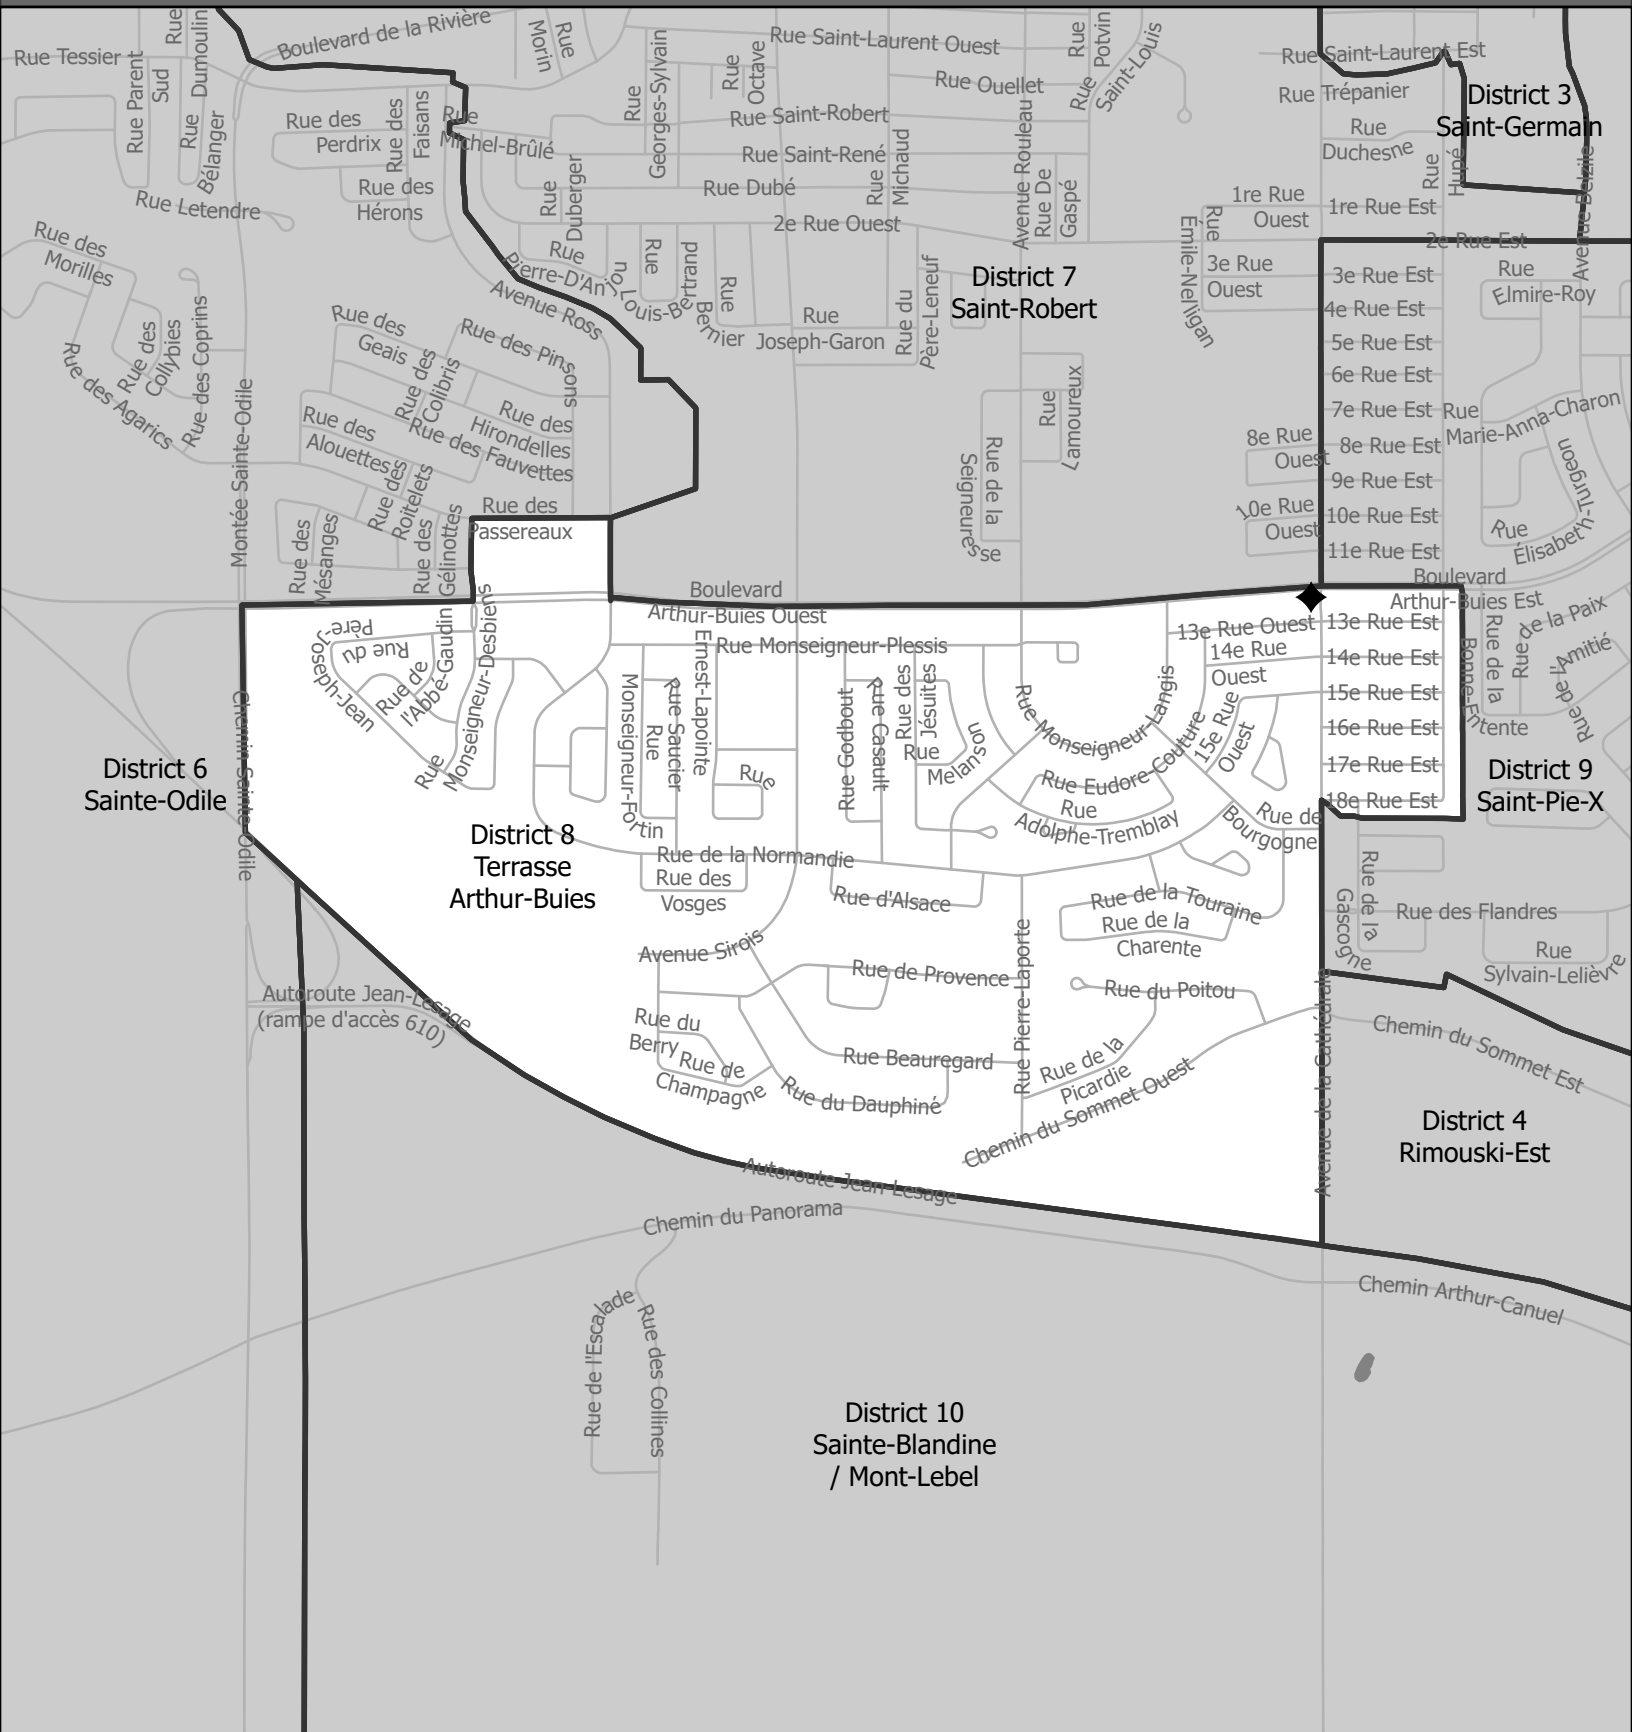 Rue Tessier
Rue Parent
Sud
Rue
Dumoulin
Rue
Bélanger
Boulevard de la Rivière
Rue
Morin
Rue des
Perdrix
Rue des
Faisans
Rue
Michel-Brûlé
Rue des
Hérons
Rue Letendre
Rue
Georges-Sylvain
Rue
Octave
Rue Saint-Laurent Ouest
Rue Ouellet
Rue
Potvin
Rue
Saint-Louis
Rue Saint-Robert
Rue Saint-René
Rue Dubé
Rue
Michaud
Rue
Duberger
2e Rue Ouest
Avenue Rouleau
Rue De
Gaspé
Rue Saint-Laurent Est
Rue Trépanier
Rue
Duchesne
Rue
Hupé
District 3
Saint-Germain
Avenue Belzile
1re Rue
Ouest
1re Rue Est
2e Rue Est
Rue
Émile-Nelligan
3e Rue
Ouest
3e Rue Est
4e Rue Est
5e Rue Est
6e Rue Est
7e Rue Est
8e Rue Est
9e Rue Est
10e Rue Est
11e Rue Est
8e Rue
Ouest
10e Rue
Ouest
Rue
Elmire-Roy
Rue
Marie-Anna-Charon
Rue
Élisabeth-Turgeon
Rue des
Morilles
Rue des
Collybies
Rue des Coprins
Rue des Agarics
Montée Sainte-Odile
Rue des
Geais
Rue des
Colibris
Rue des Pinsons
Rue des
Hirondelles
Rue des Fauvettes
Rue des
Alouettes
Rue des
Roitelets
Rue des
Gélinottes
Rue des
Mésanges
Rue des
Passereaux
Rue
Pierre-D'Anjou
Avenue Ross
Rue
Louis-Bertrand
Rue
Bernier
Rue
Joseph-Garon
Rue du
Père-Leneuf
District 7
Saint-Robert
Rue
Lamoureux
Rue de la
Seigneuresse
Boulevard
Arthur-Buies Ouest
Boulevard
Arthur-Buies Est
13e Rue Ouest
14e Rue
Ouest
15e Rue
Ouest
13e Rue Est
14e Rue Est
15e Rue Est
16e Rue Est
17e Rue Est
18e Rue Est
Rue de la
Bonne-Entente
Rue
de la Paix
Rue de l'Amitié
District 9
Saint-Pie-X
District 6
Sainte-Odile
Chemin Sainte-Odile
Rue du
Père-Joseph-Jean
Rue de
l'Abbé-Gaudin
Rue
Monseigneur-Desbiens
Rue Monseigneur-Plessis
Rue
Ernest-Lapointe
Rue
Monseigneur-Fortin
Rue Saucier
Rue Godbout
Rue Casault
Rue des
Jésuites
Rue
Melanson
Rue Monseigneur-Langis
Rue Eudore-Couture
Rue
Adolphe-Tremblay
Rue de
Bourgogne
District 8
Terrasse
Arthur-Buies
Rue de la Normandie
Rue des
Vosges
Rue d'Alsace
Rue de la Touraine
Rue de la
Charente
Rue de la
Gascogne
Rue des Flandres
Rue
Sylvain-Lelièvre
Avenue Sirois
Rue de Provence
Rue Pierre-Laporte
Rue du Poitou
Rue du
Berry
Rue de
Champagne
Rue Beauregard
Rue du Dauphiné
Rue de la
Picardie
Chemin du Sommet Ouest
Chemin du Sommet Est
Avenue de la Cathédrale
Autoroute Jean-Lesage
(rampe d'accès 610)
Autoroute Jean-Lesage
District 4
Rimouski-Est
Chemin du Panorama
Chemin Arthur-Canuel
Rue de l'Escalade
Rue des Collines
District 10
Sainte-Blandine
/ Mont-Lebel